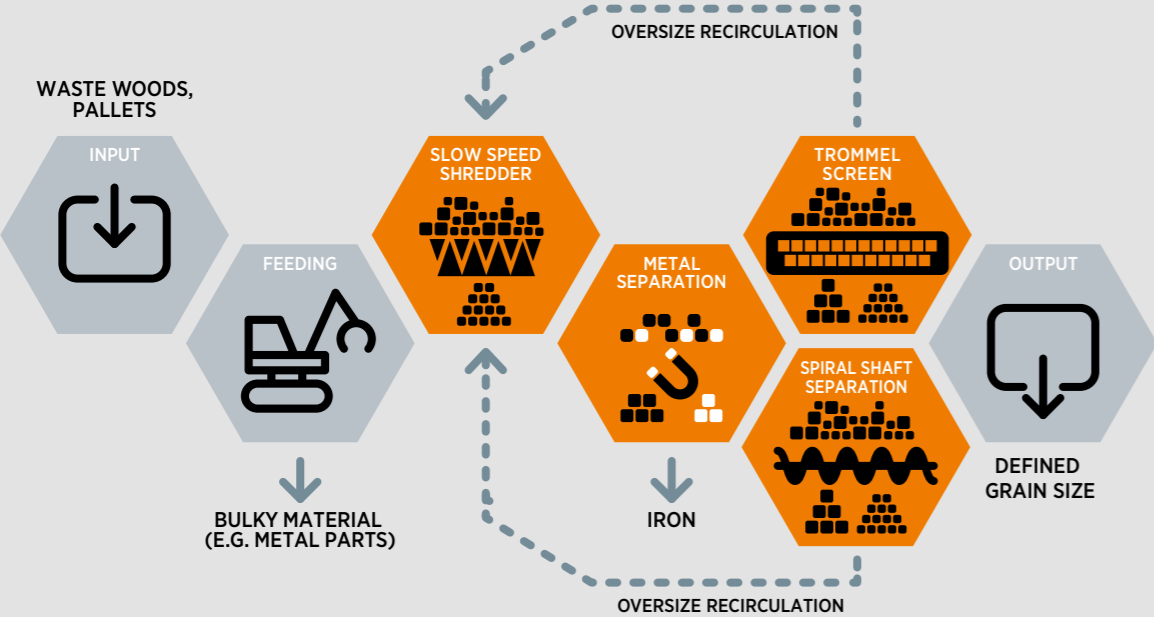 OVERSIZE RECIRCULATION
WASTE WOODS,
PALLETS
INPUT
FEEDING
BULKY MATERIAL
(E.G. METAL PARTS)
SLOW SPEED
SHREDDER
METAL
SEPARATION
IRON
TROMMEL
SCREEN
SPIRAL SHAFT
SEPARATION
OUTPUT
DEFINED
GRAIN SIZE
OVERSIZE RECIRCULATION